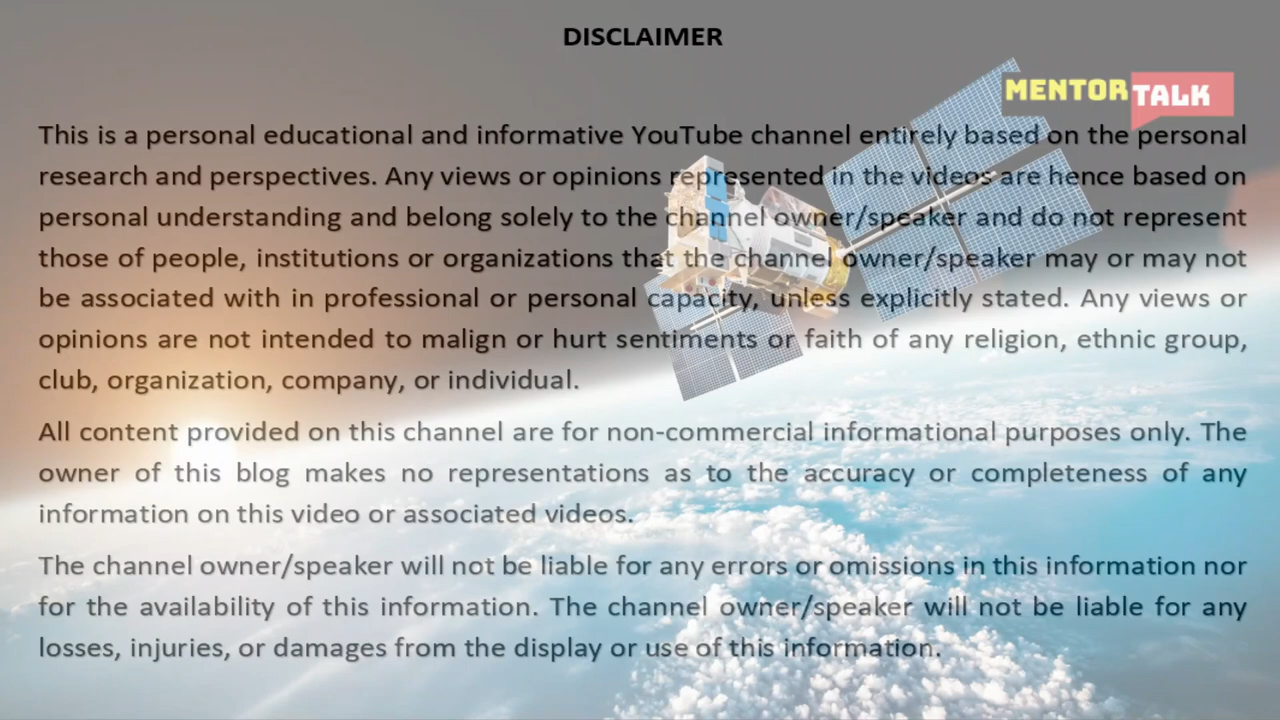 DISCLAIMER
MENTOR TALK
This is a personal educational and informative YouTube channel entirely based on the personal
research and perspectives. Any views or opinions represented in the videos are hence based on
personal understanding and belong solely to the channel owner/speaker and do not represent
those of people, institutions or organizations that the channel owner/speaker may or may not
be associated with in professional or personal capacity, unless explicitly stated. Any views or
opinions are not intended to malign or hurt sentiments or faith of any religion, ethnic group,
club, organization, company, or individual.
All content provided on this channel are for non-commercial informational purposes only. The
owner of this blog makes no representations as to the accuracy or completeness of any
information on this video or associated videos.
The channel owner/speaker will not be liable for any errors or omissions in this information nor
for the availability of this information. The channel owner/speaker will not be liable for any
losses, injuries, or damages from the display or use of this information.